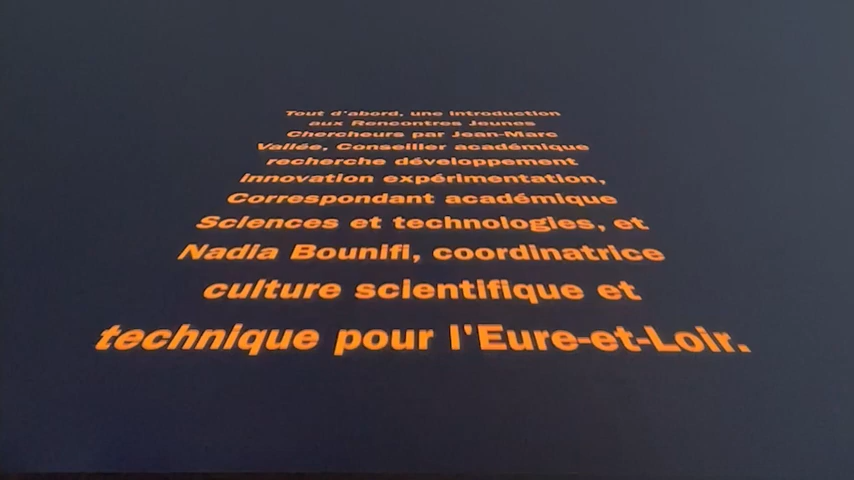 Tout d'abord, une introduction
aux Rencontres Jeunes
Chercheurs par Jean-Marc
Vallée, Conseiller académique
recherche développement
innovation expérimentation,
Correspondant académique
Sciences et technologies, et
Nadia Bounifi, coordinatrice
culture scientifique et
technique pour l'Eure-et-Loir.